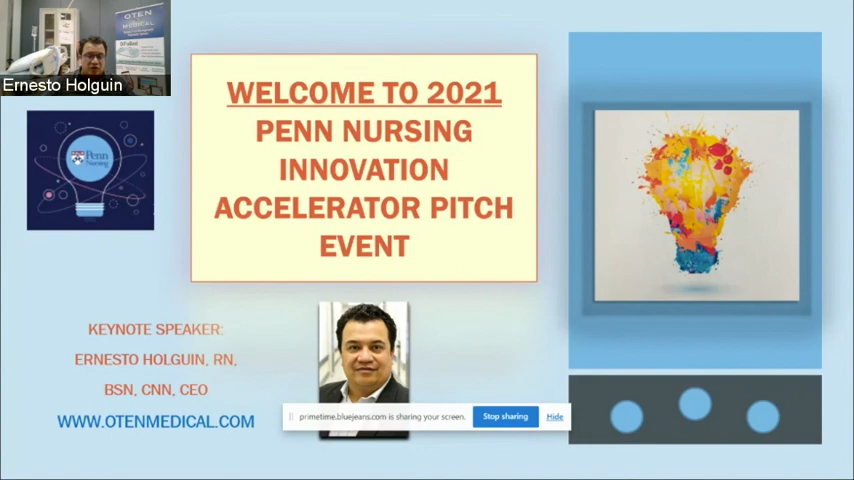 OTEN
MEDICAL
Ernesto Holguin
WELCOME TO 2021
PENN NURSING
INNOVATION
ACCELERATOR PITCH
EVENT
Penn
Nursing
KEYNOTE SPEAKER:
ERNESTO HOLGUIN, RN,
BSN, CNN, CEO
WWW.OTENMEDICAL.COM
primetime.bluejeans.com is sharing your screen.
Stop sharing
Hide